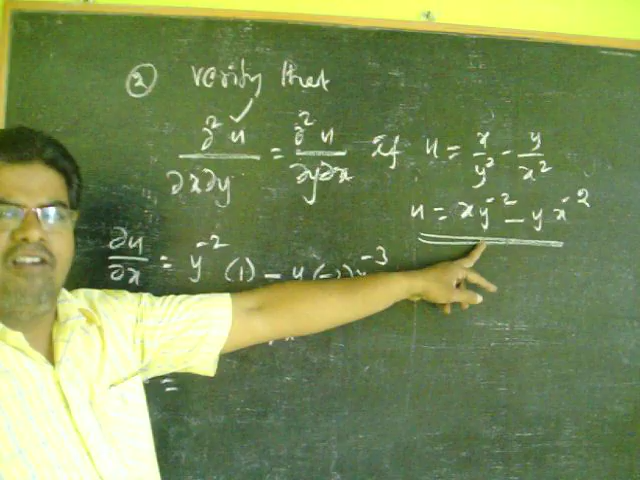 ② verify that
∂²u/∂x∂y = ∂²u/∂y∂x if u = x/y² - y/x²
u = xy⁻² - yx⁻²
∂u/∂x = y⁻² (1) - y(-2)x⁻³
=